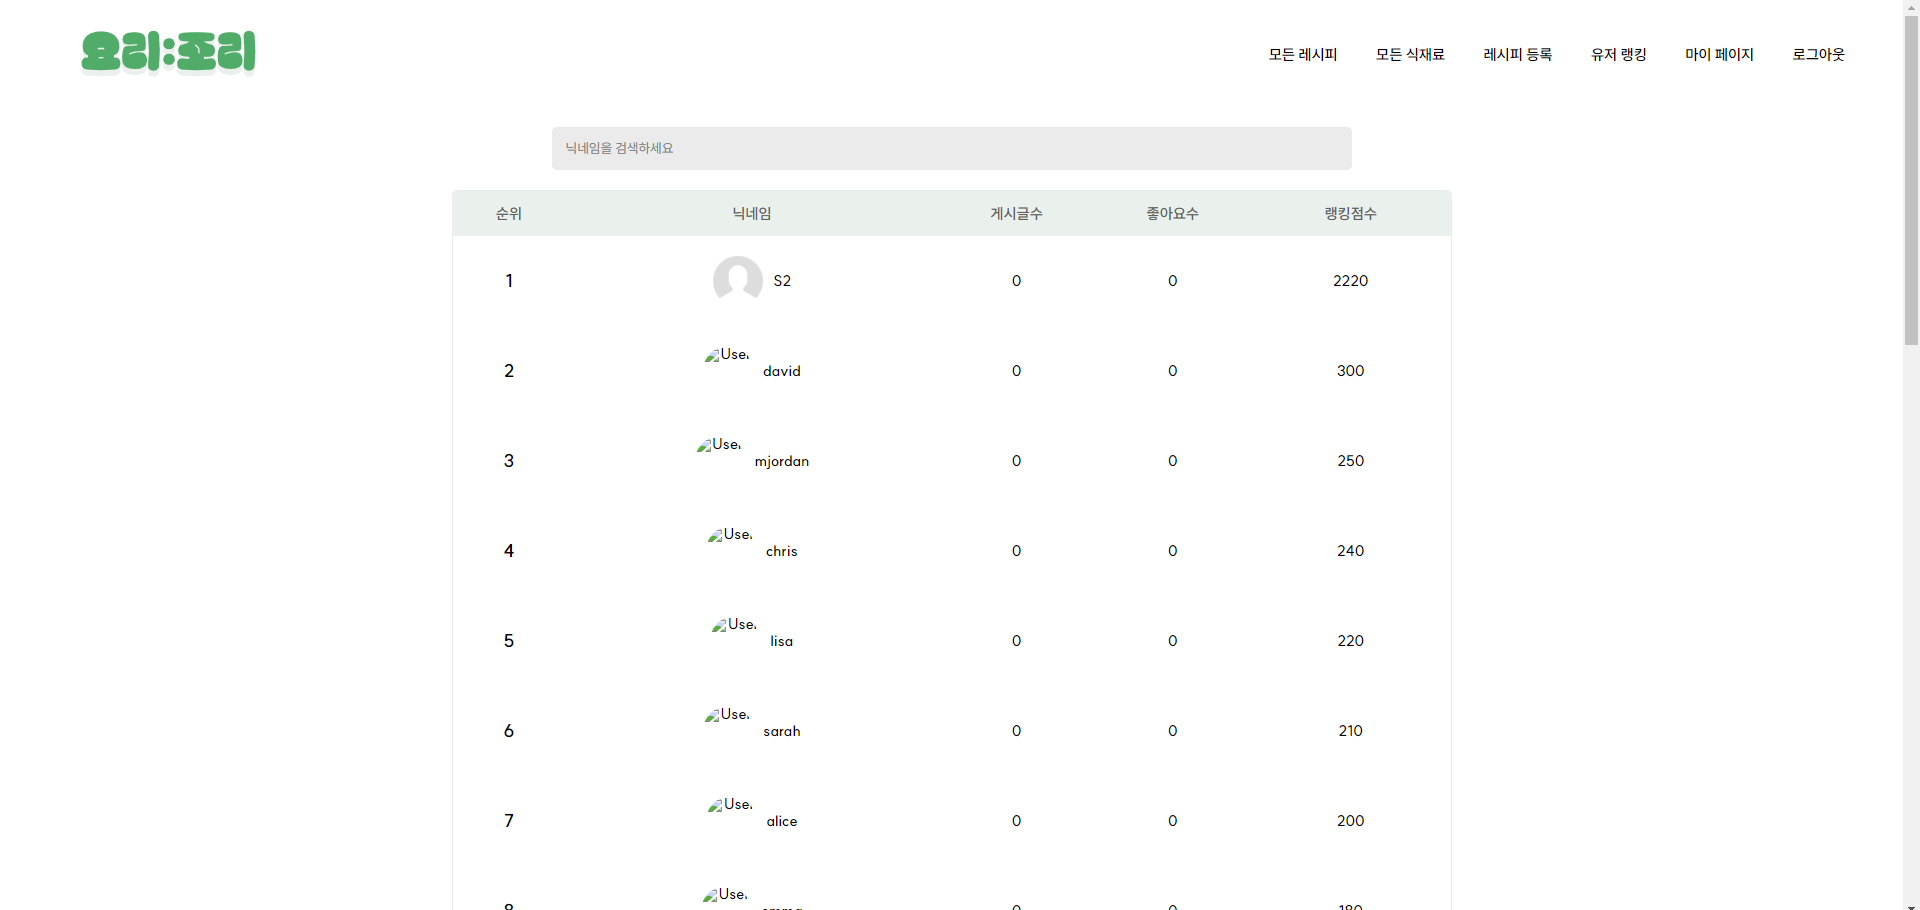 요리:조리
모든 레시피 모든 식재료 레시피 등록 유저 랭킹 마이 페이지 로그아웃
닉네임을 검색하세요
순위 닉네임 게시글수 좋아요수 랭킹점수
1 S2 0 0 2220
2 Use david 0 0 300
3 Use mjordan 0 0 250
4 Use chris 0 0 240
5 Use lisa 0 0 220
6 Use sarah 0 0 210
7 Use alice 0 0 200
8 Use emma 0 0 180